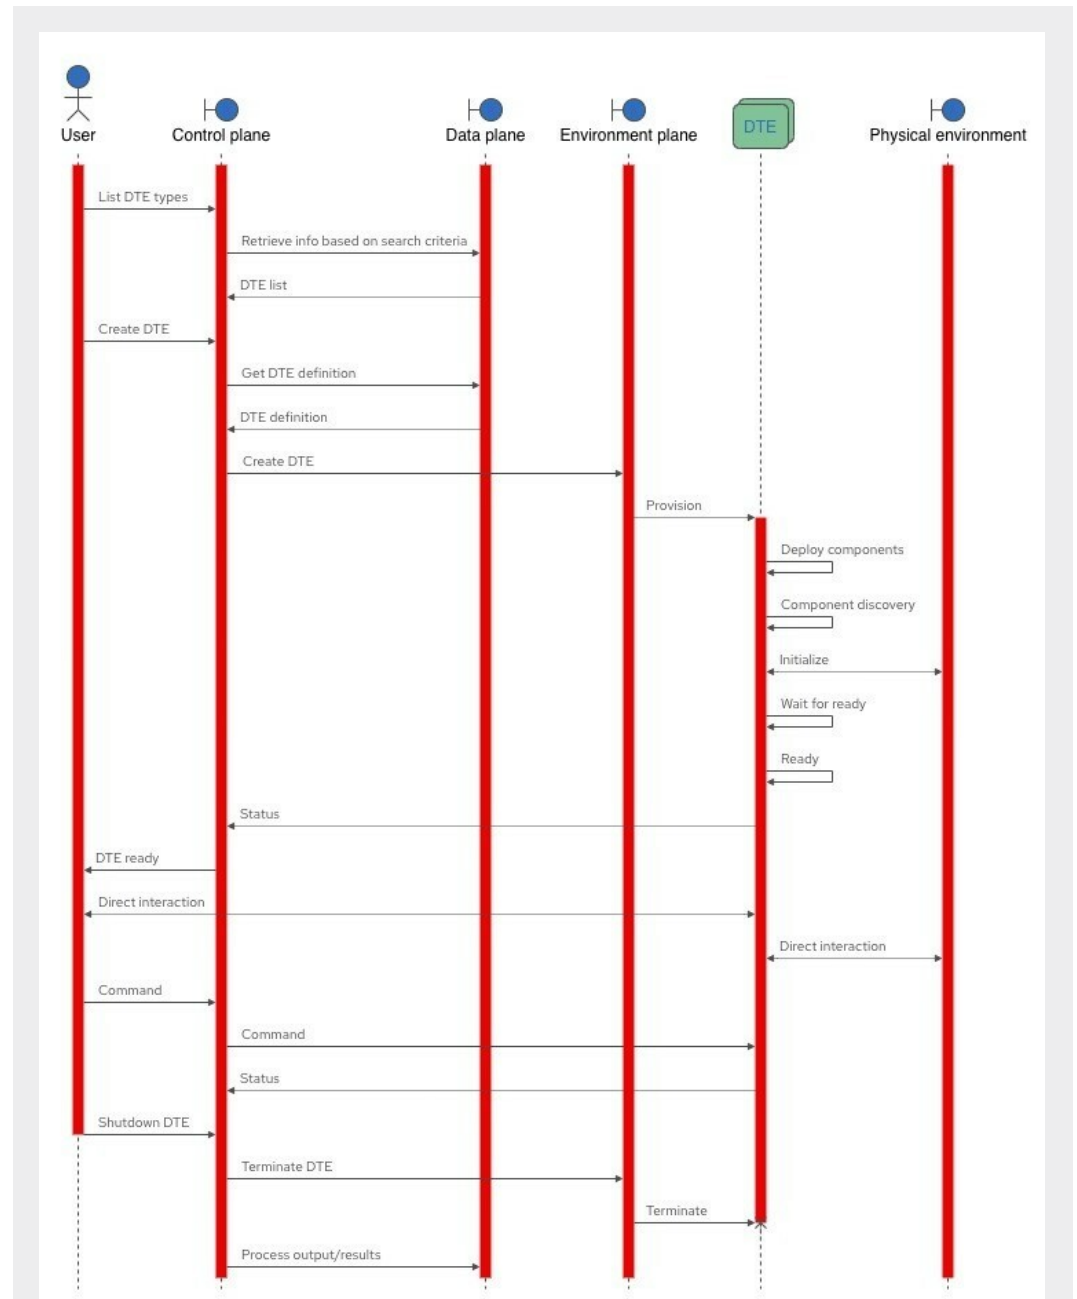 User
Control plane
Data plane
Environment plane
DTE
Physical environment
List DTE types
Retrieve info based on search criteria
DTE list
Create DTE
Get DTE definition
DTE definition
Create DTE
Provision
Deploy components
Component discovery
Initialize
Wait for ready
Ready
Status
DTE ready
Direct interaction
Direct interaction
Command
Command
Status
Shutdown DTE
Terminate DTE
Terminate
Process output/results